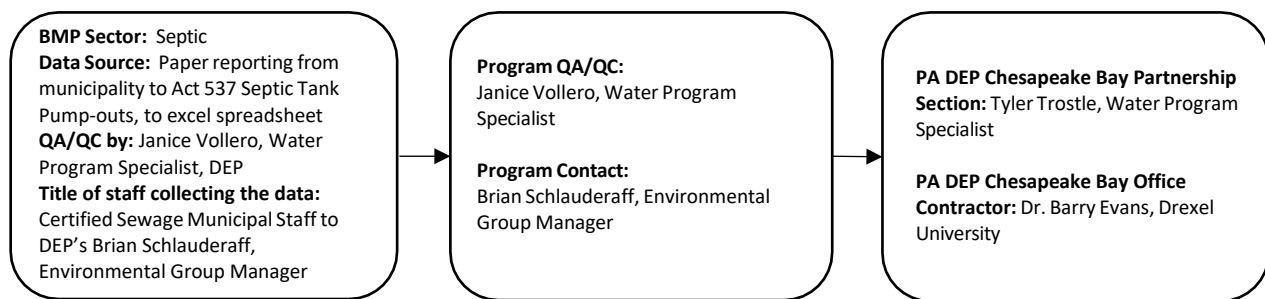 BMP Sector: Septic
Data Source: Paper reporting from
municipality to Act 537 Septic Tank
Pump-outs, to excel spreadsheet
QA/QC by: Janice Vollero, Water
Program Specialist, DEP
Title of staff collecting the data:
Certified Sewage Municipal Staff to
DEP's Brian Schlauderaff,
Environmental Group Manager
Program QA/QC:
Janice Vollero, Water Program
Specialist
Program Contact:
Brian Schlauderaff, Environmental
Group Manager
PA DEP Chesapeake Bay Partnership
Section: Tyler Trostle, Water Program
Specialist
PA DEP Chesapeake Bay Office
Contractor: Dr. Barry Evans, Drexel
University